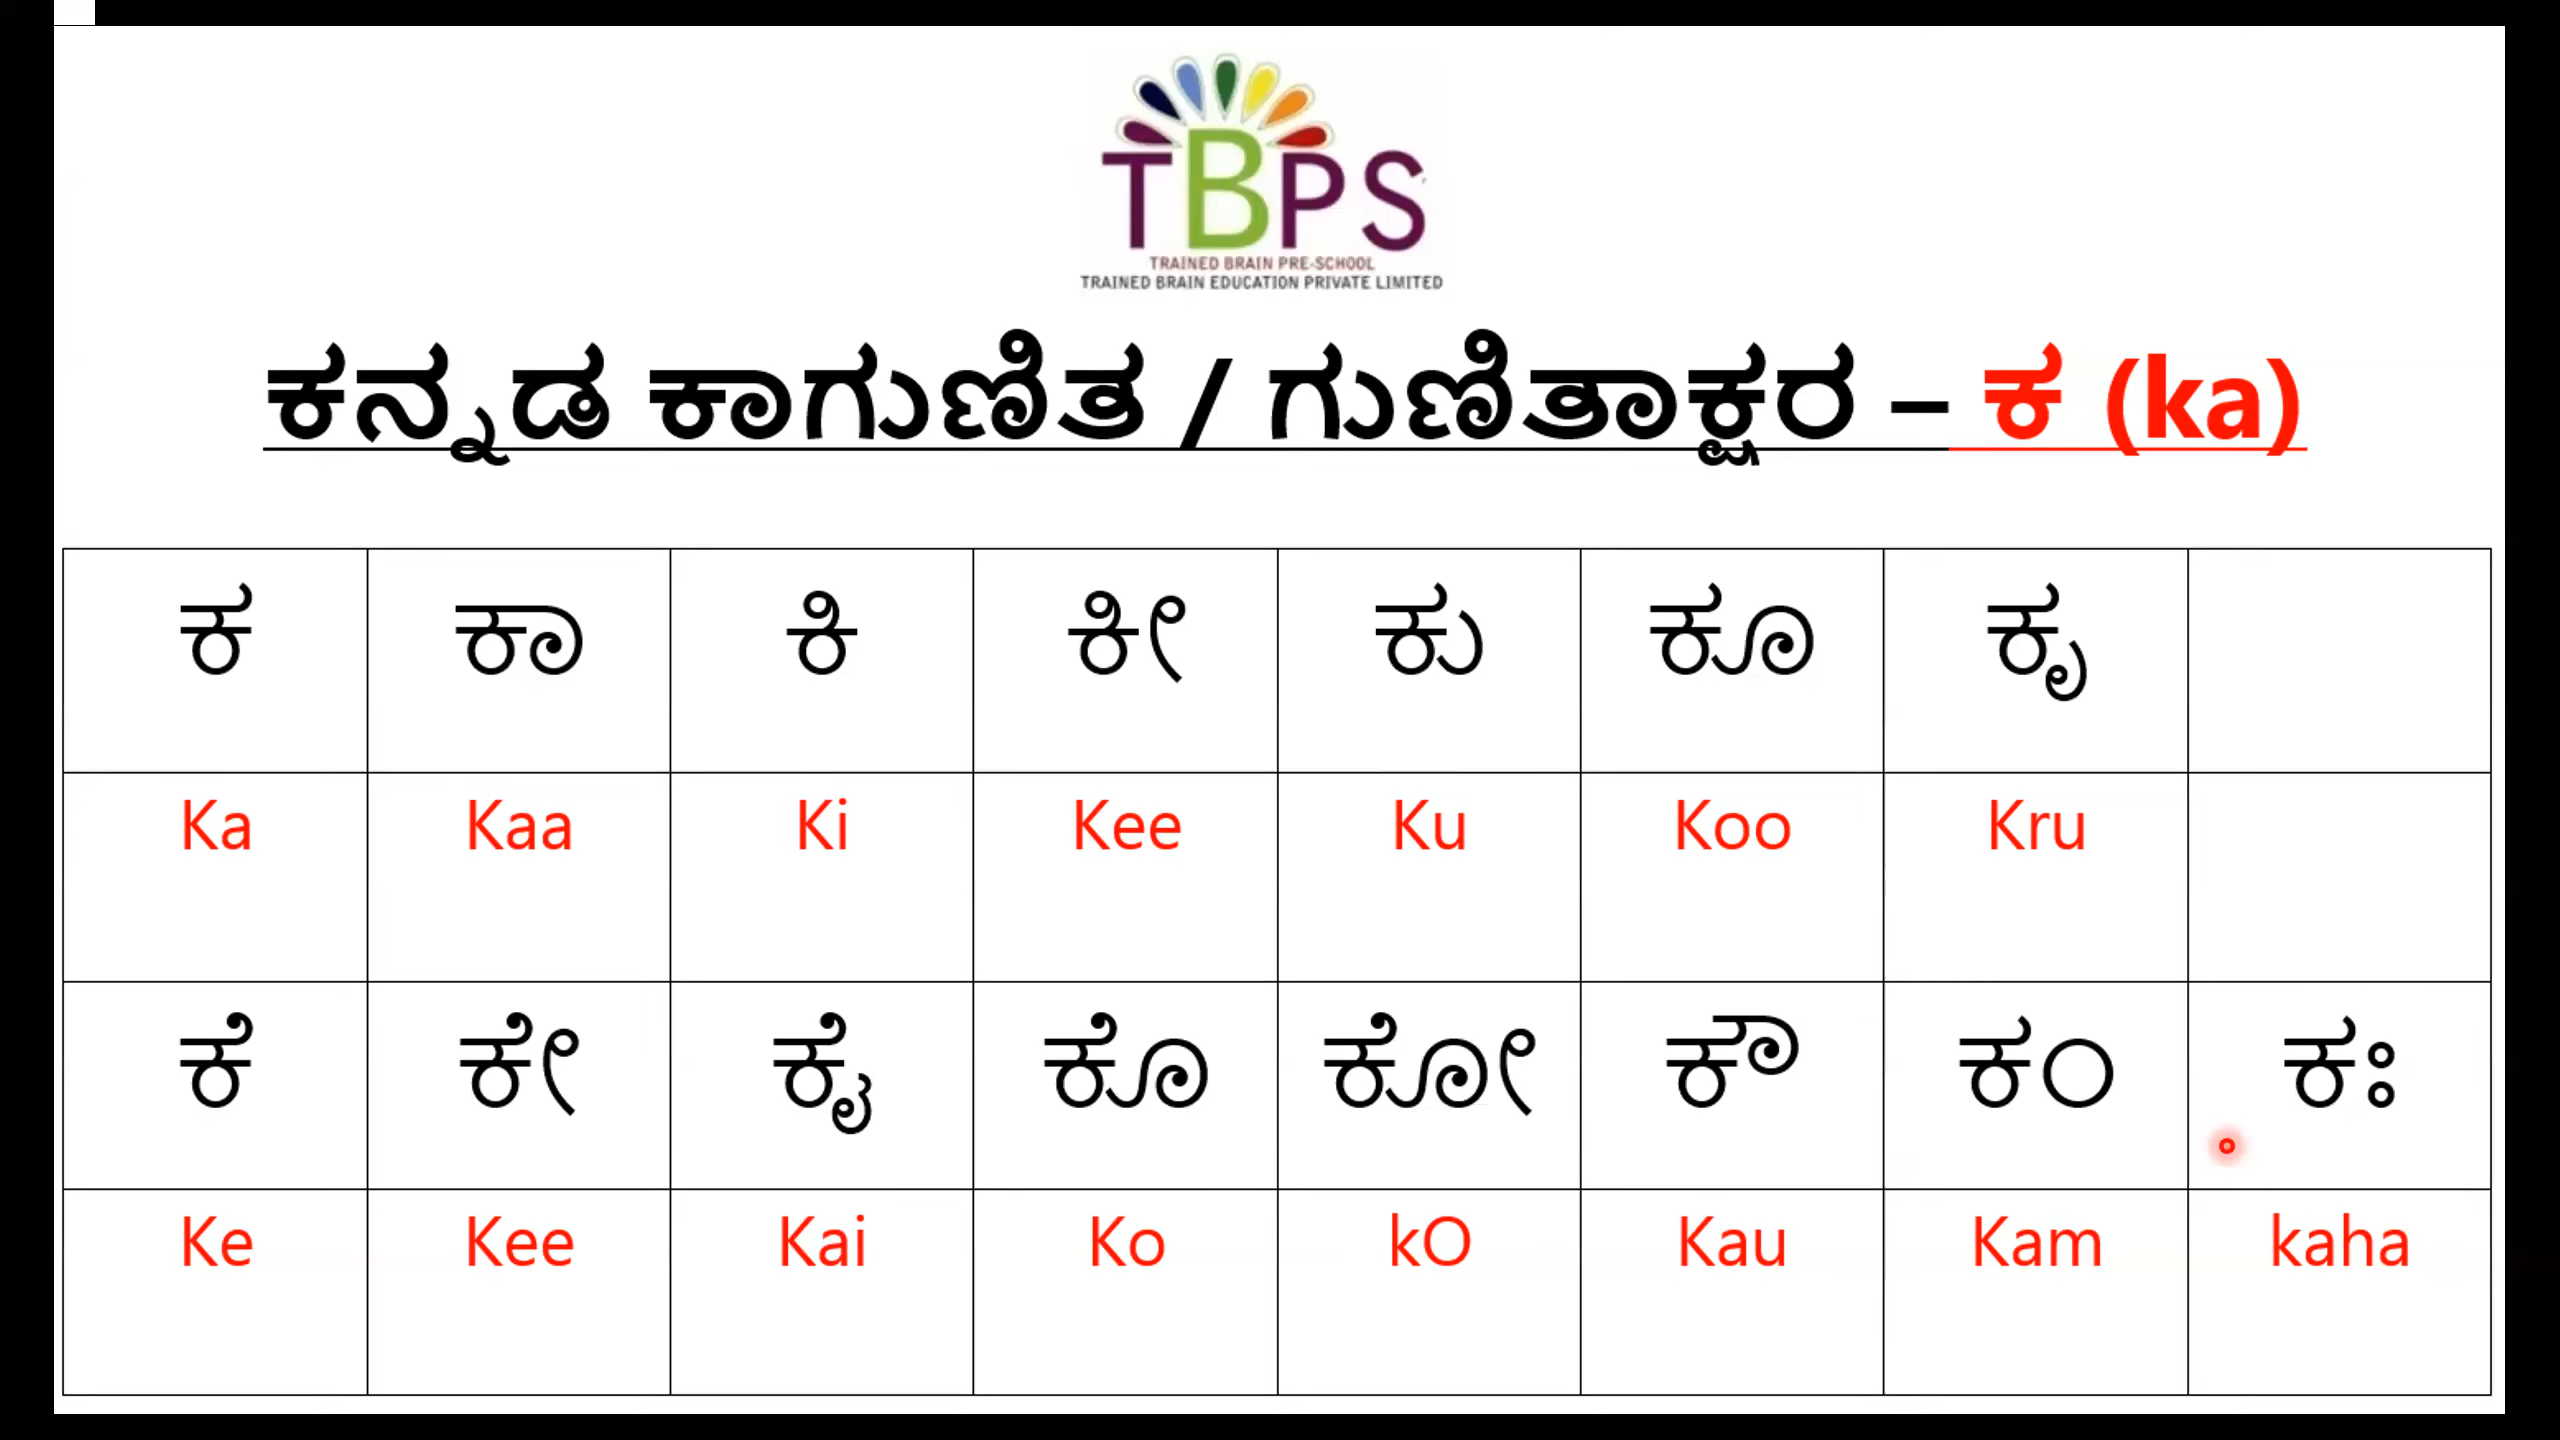 TBPS
TRAINED BRAIN PRE-SCHOOL
TRAINED BRAIN EDUCATION PRIVATE LIMITED
ಕನ್ನಡ ಕಾಗುಣಿತ / ಗುಣಿತಾಕ್ಷರ – ಕ (ka)
ಕ ಕಾ ಕಿ ಕೀ ಕು ಕೂ ಕೃ
Ka Kaa Ki Kee Ku Koo Kru
ಕೆ ಕೇ ಕೈ ಕೊ ಕೋ ಕೌ ಕಂ ಕಃ
Ke Kee Kai Ko kO Kau Kam kaha